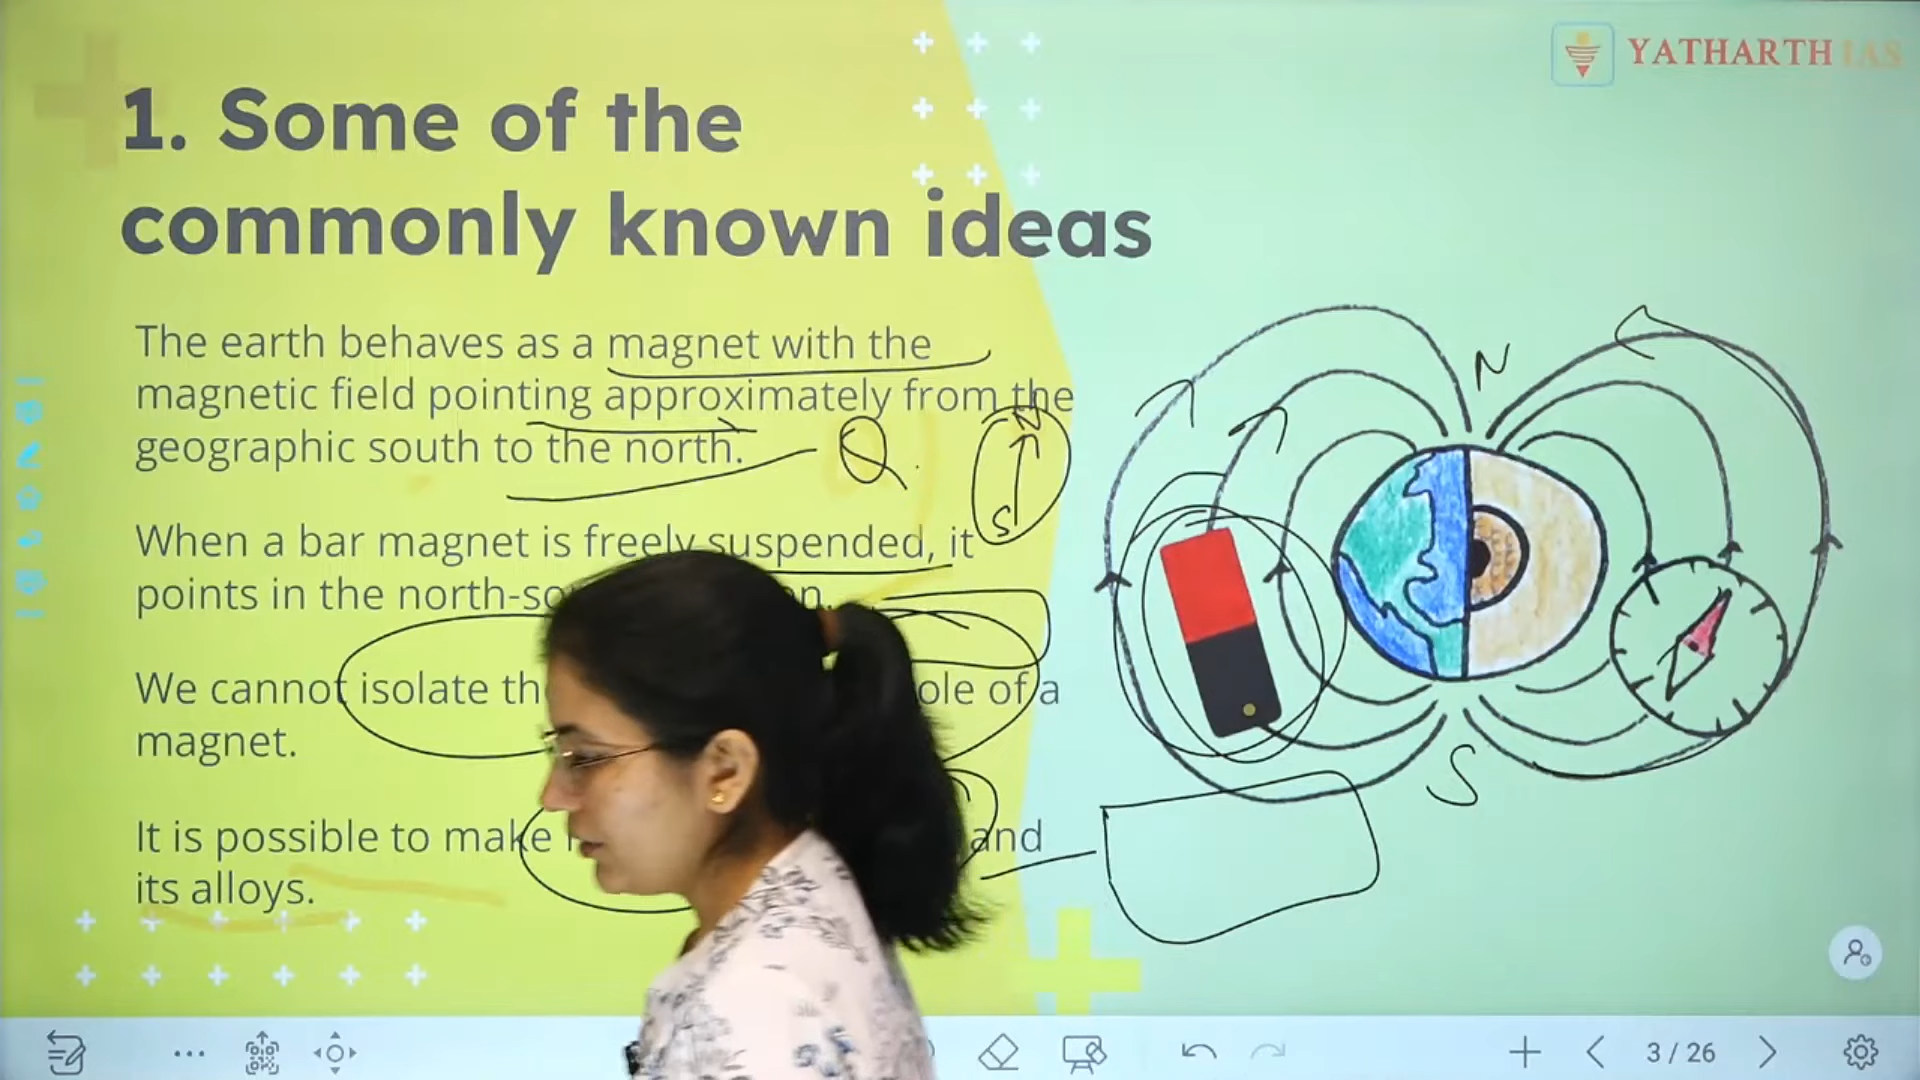 YATHARTH IAS
1. Some of the
commonly known ideas
The earth behaves as a magnet with the
magnetic field pointing approximately from the
geographic south to the north.
Q.
N
S
When a bar magnet is freely suspended, it
points in the north-so n.
We cannot isolate th ole of a
magnet.
It is possible to make and
its alloys.
N
S
3 / 26